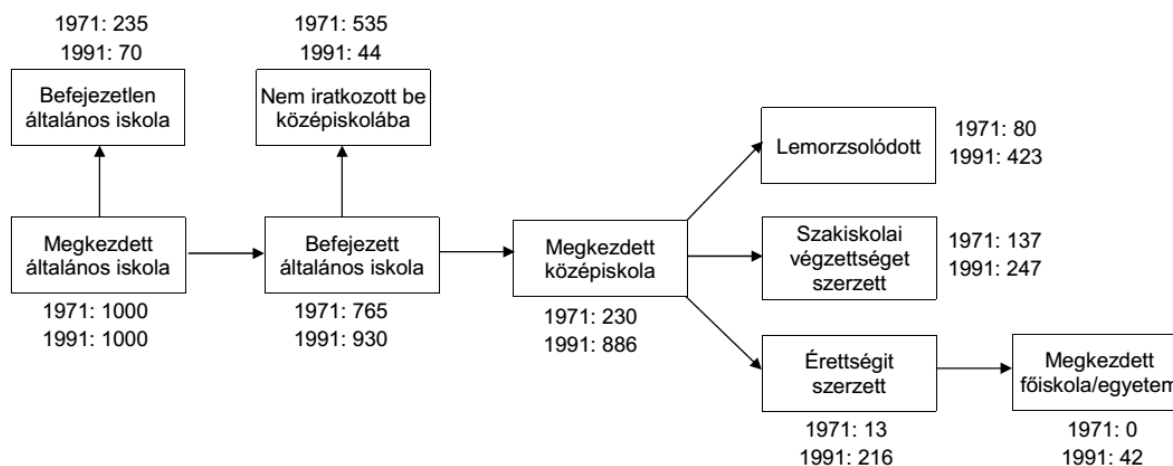 1971: 235
1991: 70
Befejezetlen
általános iskola
1971: 535
1991: 44
Nem iratkozott be
középiskolába
Lemorzsolódott
1971: 80
1991: 423
Megkezdett
általános iskola
1971: 1000
1991: 1000
Befejezett
általános iskola
1971: 765
1991: 930
Megkezdett
középiskola
1971: 230
1991: 886
Szakiskolai
végzettséget
szerzett
1971: 137
1991: 247
Érettségit
szerzett
1971: 13
1991: 216
Megkezdett
főiskola/egyetem
1971: 0
1991: 42